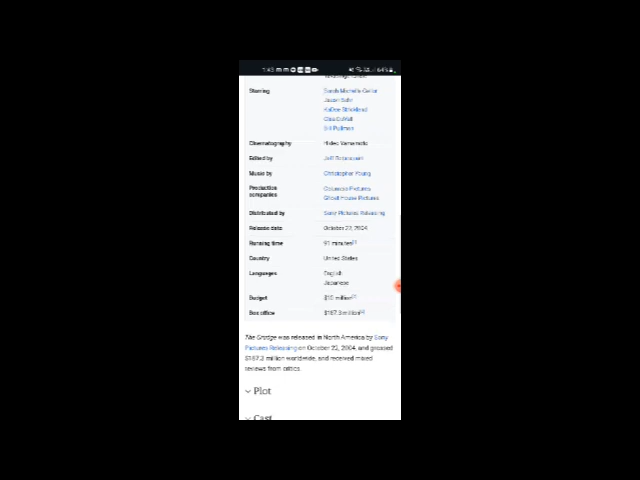 Starring
Sarah Michelle Gellar
Jason Behr
KaDee Strickland
Clea DuVall
Bill Pullman
Cinematography Hideo Yamamoto
Edited by Jeff Betancourt
Music by Christopher Young
Production companies
Columbia Pictures
Ghost House Pictures
Distributed by Sony Pictures Releasing
Release date October 22, 2004
Running time 91 minutes
Country United States
Languages English
Japanese
Budget $10 million
Box office
The Grudge was released in North America by Sony
Pictures Releasing on October 22, 2004, and grossed
$187.2 million worldwide, and received mixed
reviews from critics.
Plot
Cast